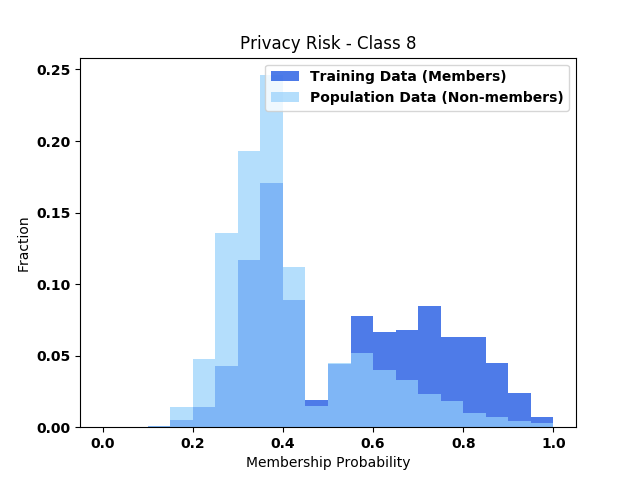 Privacy Risk - Class 8
Training Data (Members)
Population Data (Non-members)
0.25
0.20
0.15
0.10
0.05
0.00
Fraction
0.0 0.2 0.4 0.6 0.8 1.0
Membership Probability